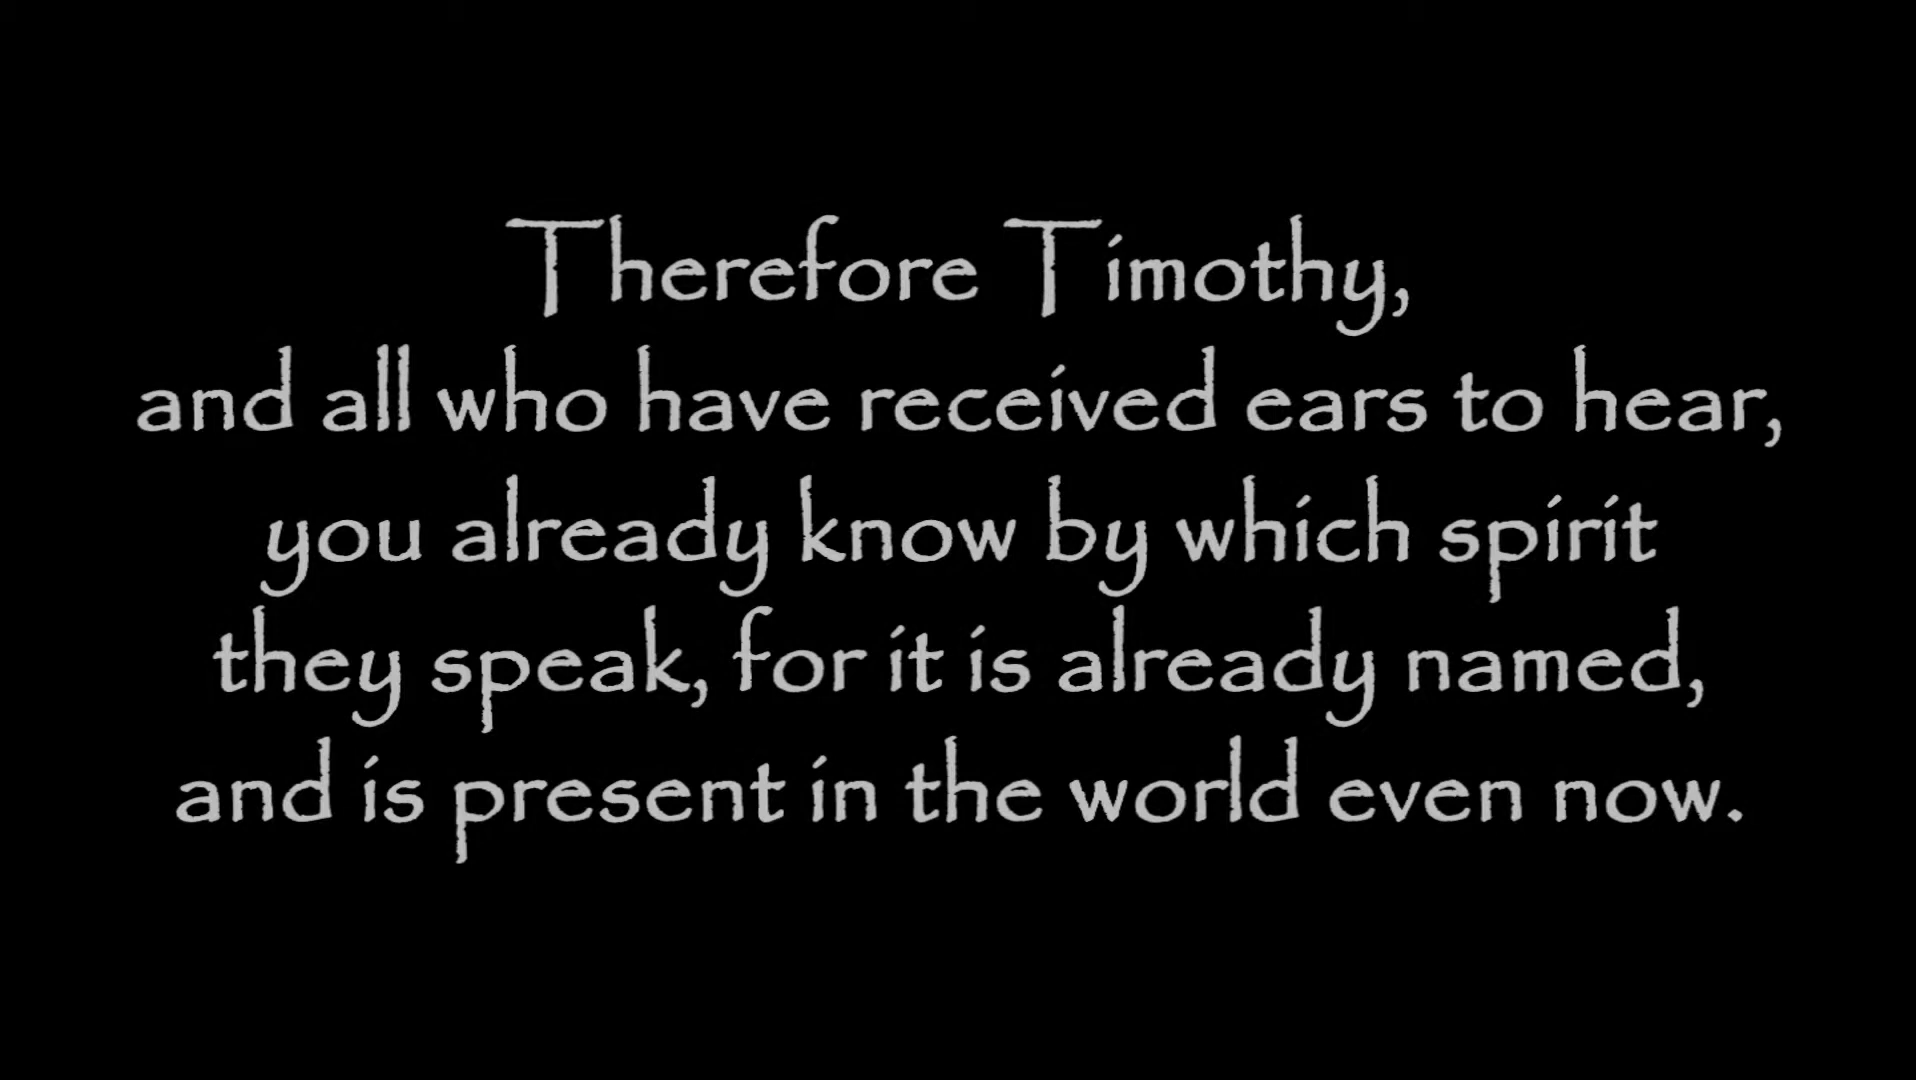 Therefore Timothy,
and all who have received ears to hear,
you already know by which spirit
they speak, for it is already named,
and is present in the world even now.